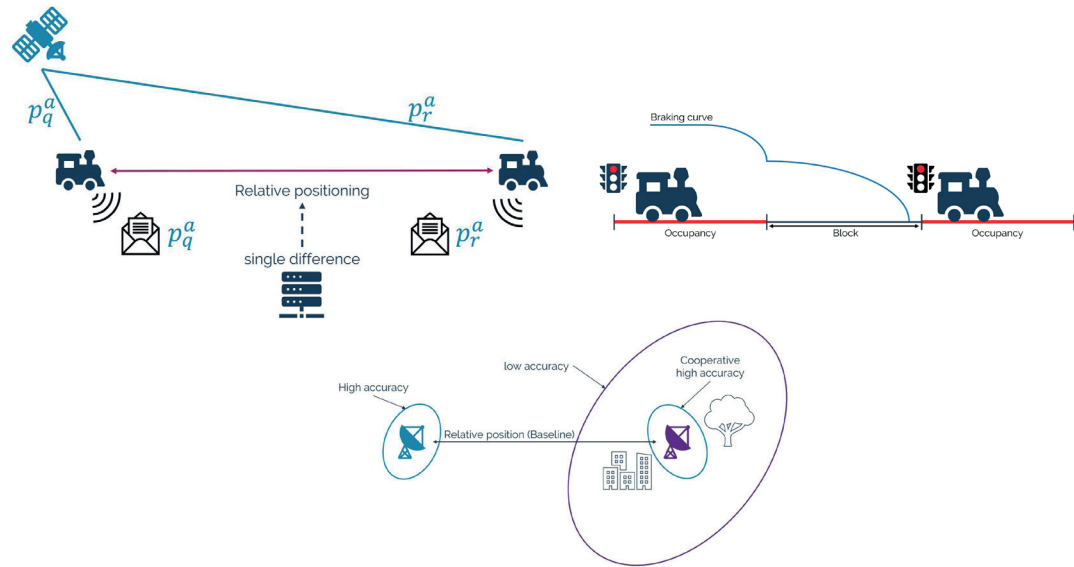 p_q^a
p_r^a
Relative positioning
p_q^a
p_r^a
single difference
Braking curve
Occupancy
Block
Occupancy
low accuracy
Cooperative
high accuracy
High accuracy
Relative position (Baseline)